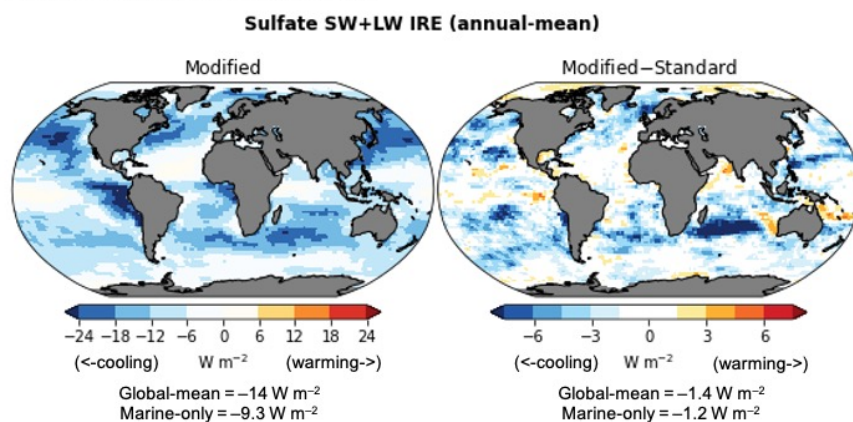 Sulfate SW+LW IRE (annual-mean)
Modified
Modified−Standard
−24 −18 −12 −6 0 6 12 18 24
−6 −3 0 3 6
(<-cooling) W m⁻² (warming->)
(<-cooling) W m⁻² (warming->)
Global-mean = –14 W m⁻²
Marine-only = –9.3 W m⁻²
Global-mean = –1.4 W m⁻²
Marine-only = –1.2 W m⁻²